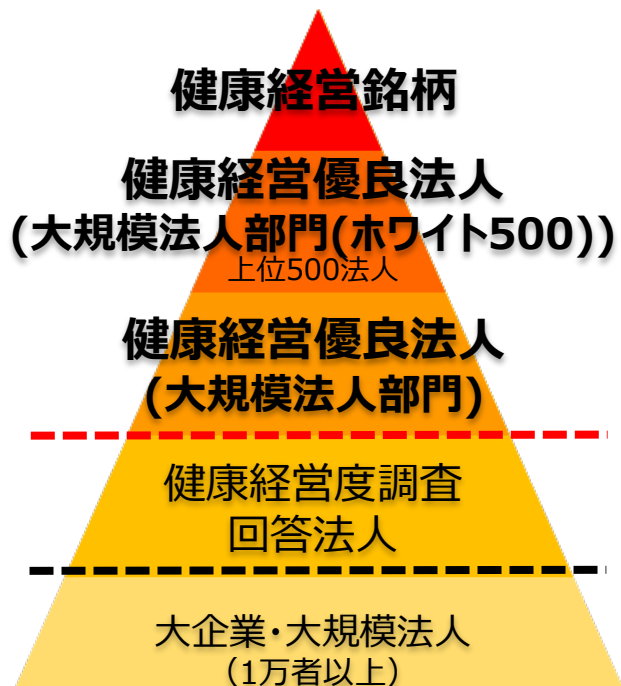 健康経営銘柄
健康経営優良法人
(大規模法人部門(ホワイト500))
上位500法人
健康経営優良法人
(大規模法人部門)
健康経営度調査
回答法人
大企業・大規模法人
（1万者以上）